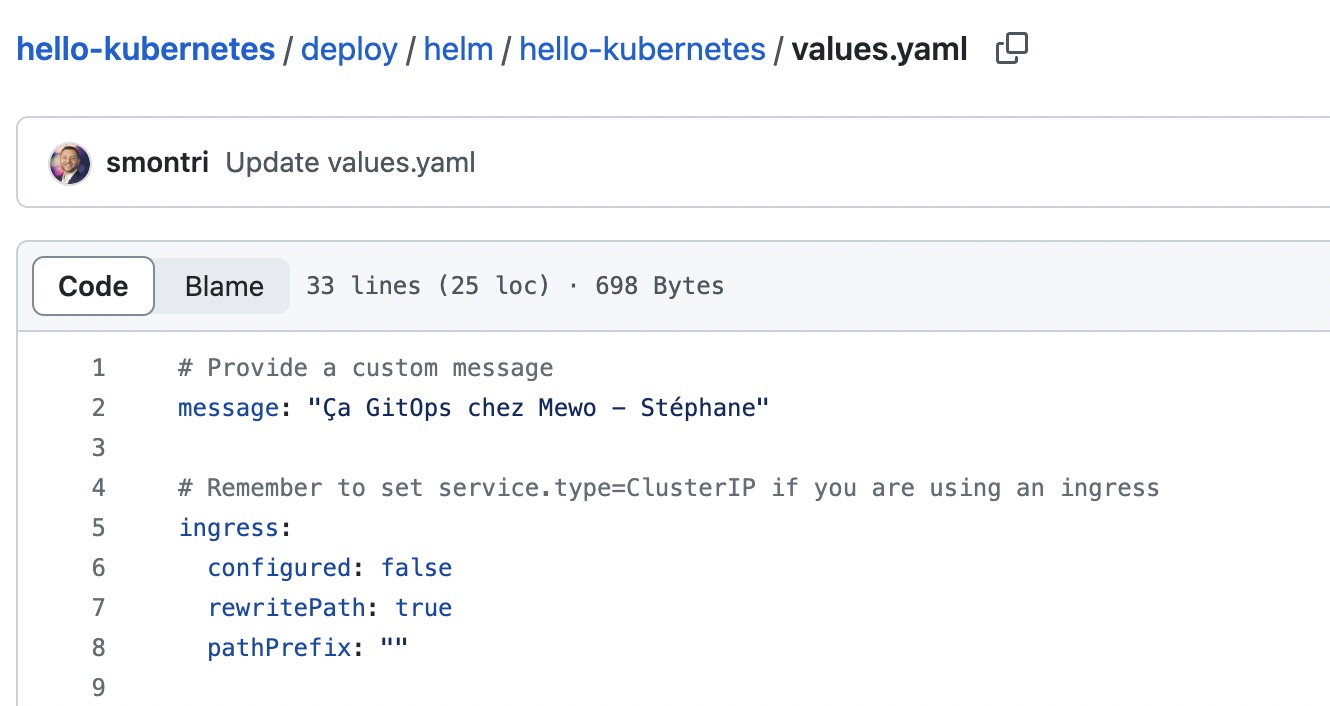 hello-kubernetes / deploy / helm / hello-kubernetes / values.yaml
smontri Update values.yaml
Code Blame 33 lines (25 loc) · 698 Bytes
1 # Provide a custom message
2 message: "Ça GitOps chez Mewo – Stéphane"
3
4 # Remember to set service.type=ClusterIP if you are using an ingress
5 ingress:
6   configured: false
7   rewritePath: true
8   pathPrefix: ""
9